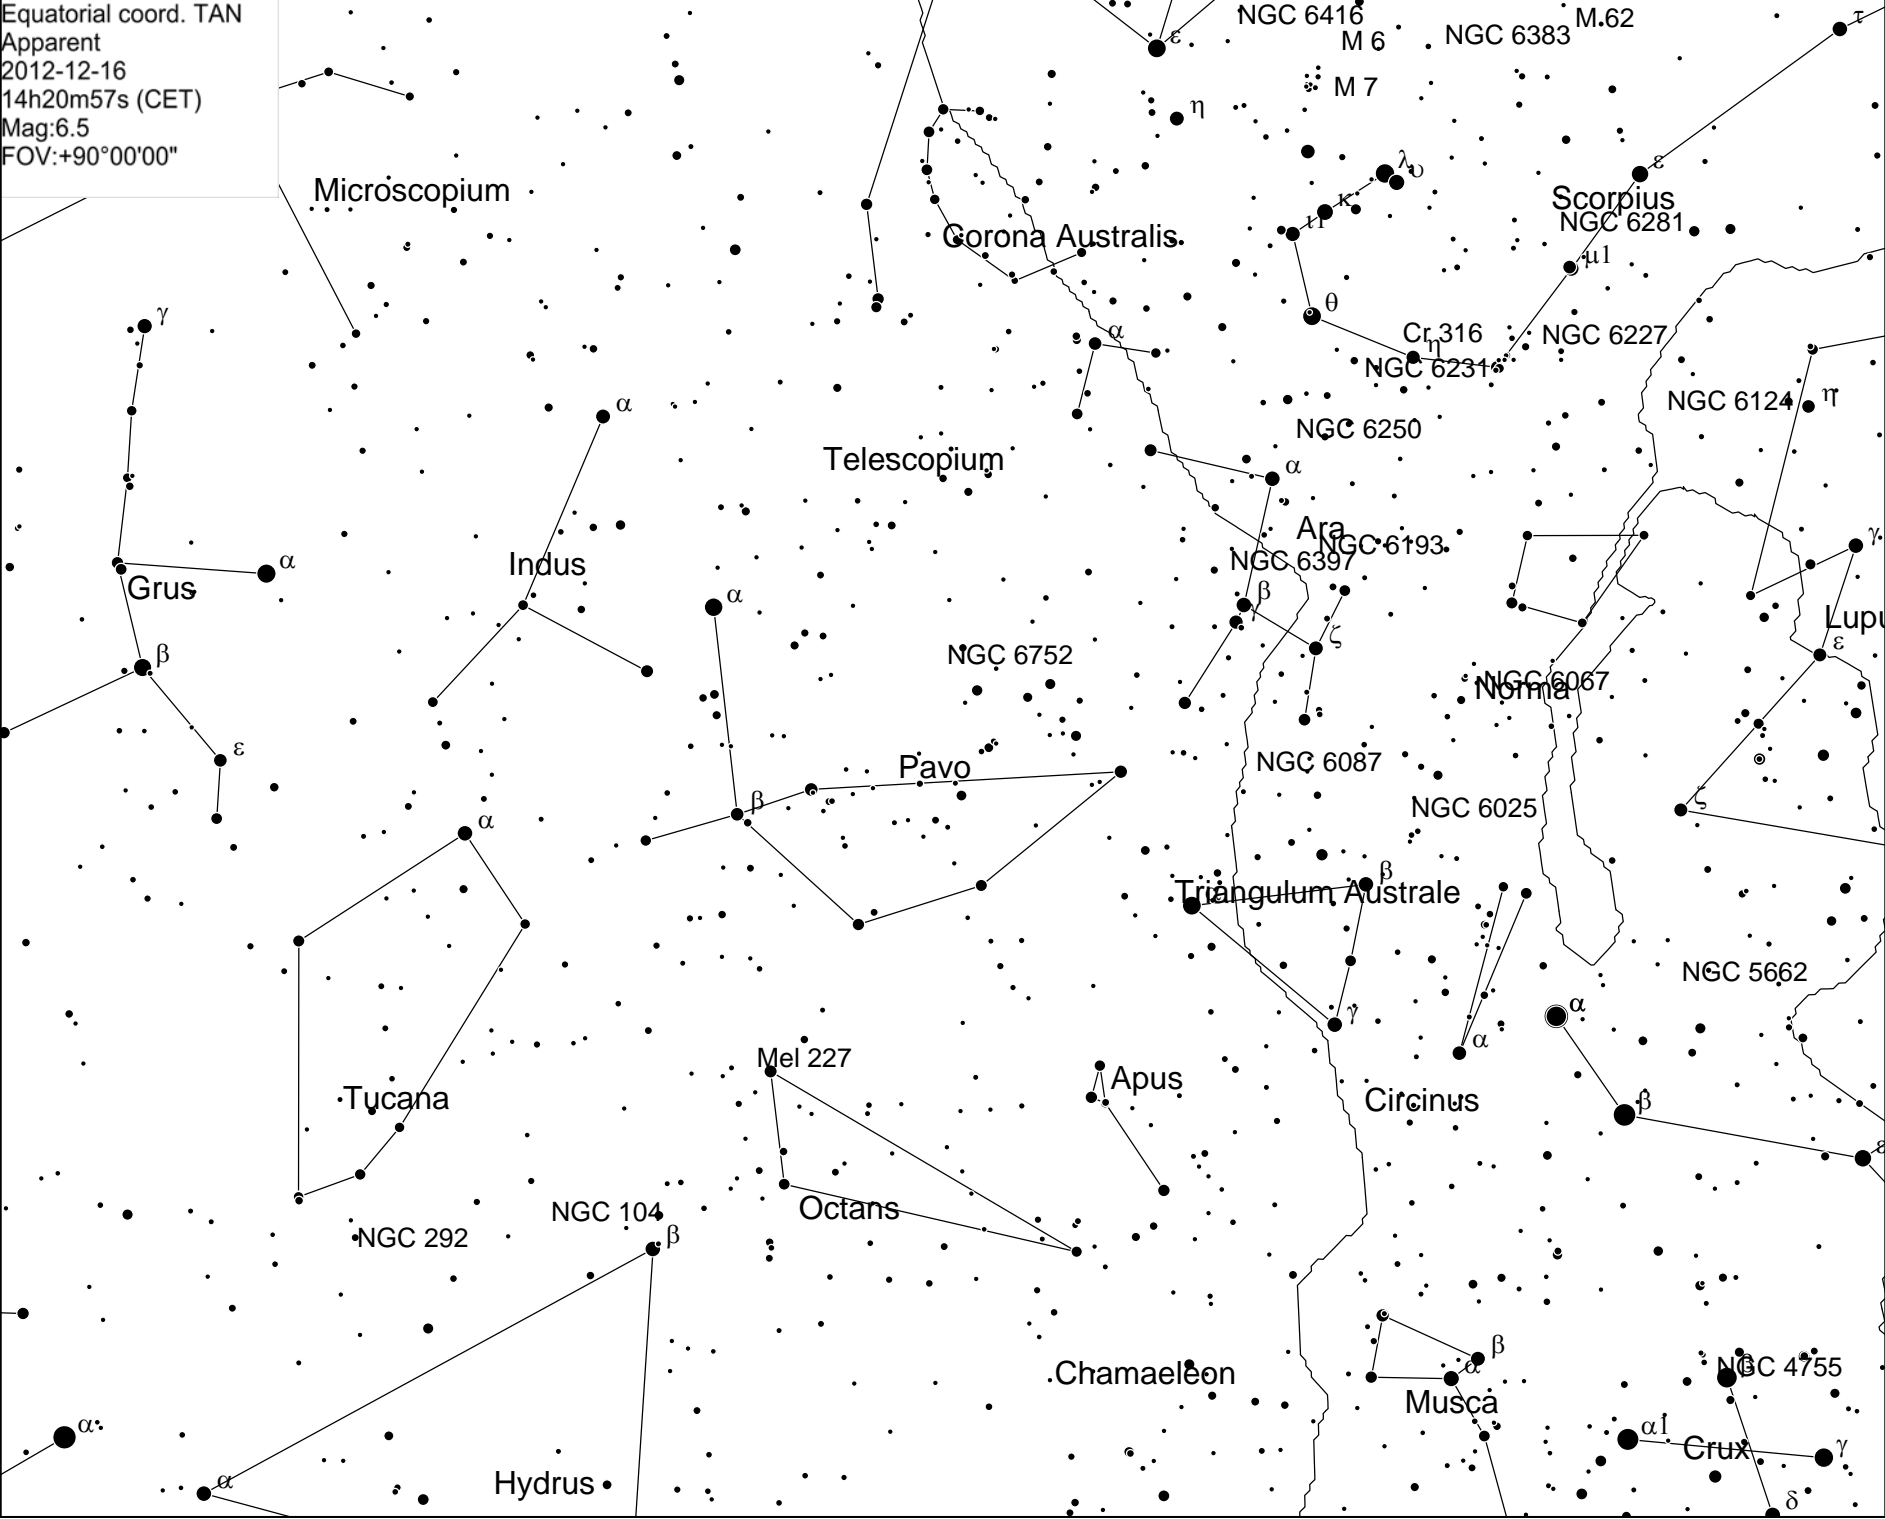 Equatorial coord. TAN
Apparent
2012-12-16
14h20m57s (CET)
Mag:6.5
FOV:+90°00'00"
NGC 6416
M 6
NGC 6383
M 62
τ
ε
M 7
η
λ
υ
ε
Microscopium
κ
Scorpius
ι1
NGC 6281
Corona Australis
μ1
γ
θ
α
Cr 316
η
NGC 6227
NGC 6231
α
NGC 6124
η
NGC 6250
Telescopium
α
Ara
NGC 6193
γ
Indus
α
NGC 6397
Grus
α
β
γ
Lupu
ζ
ε
β
NGC 6752
NGC 6067
Norma
ε
Pavo
NGC 6087
β
NGC 6025
ζ
α
β
Triangulum Australe
α
NGC 5662
γ
α
α
Mel 227
Apus
Tucana
Circinus
β
ε
Octans
NGC 104
NGC 292
β
β
Chamaeleon
α
β
NGC 4755
Musca
α
α1
Crux
γ
Hydrus
α
δ